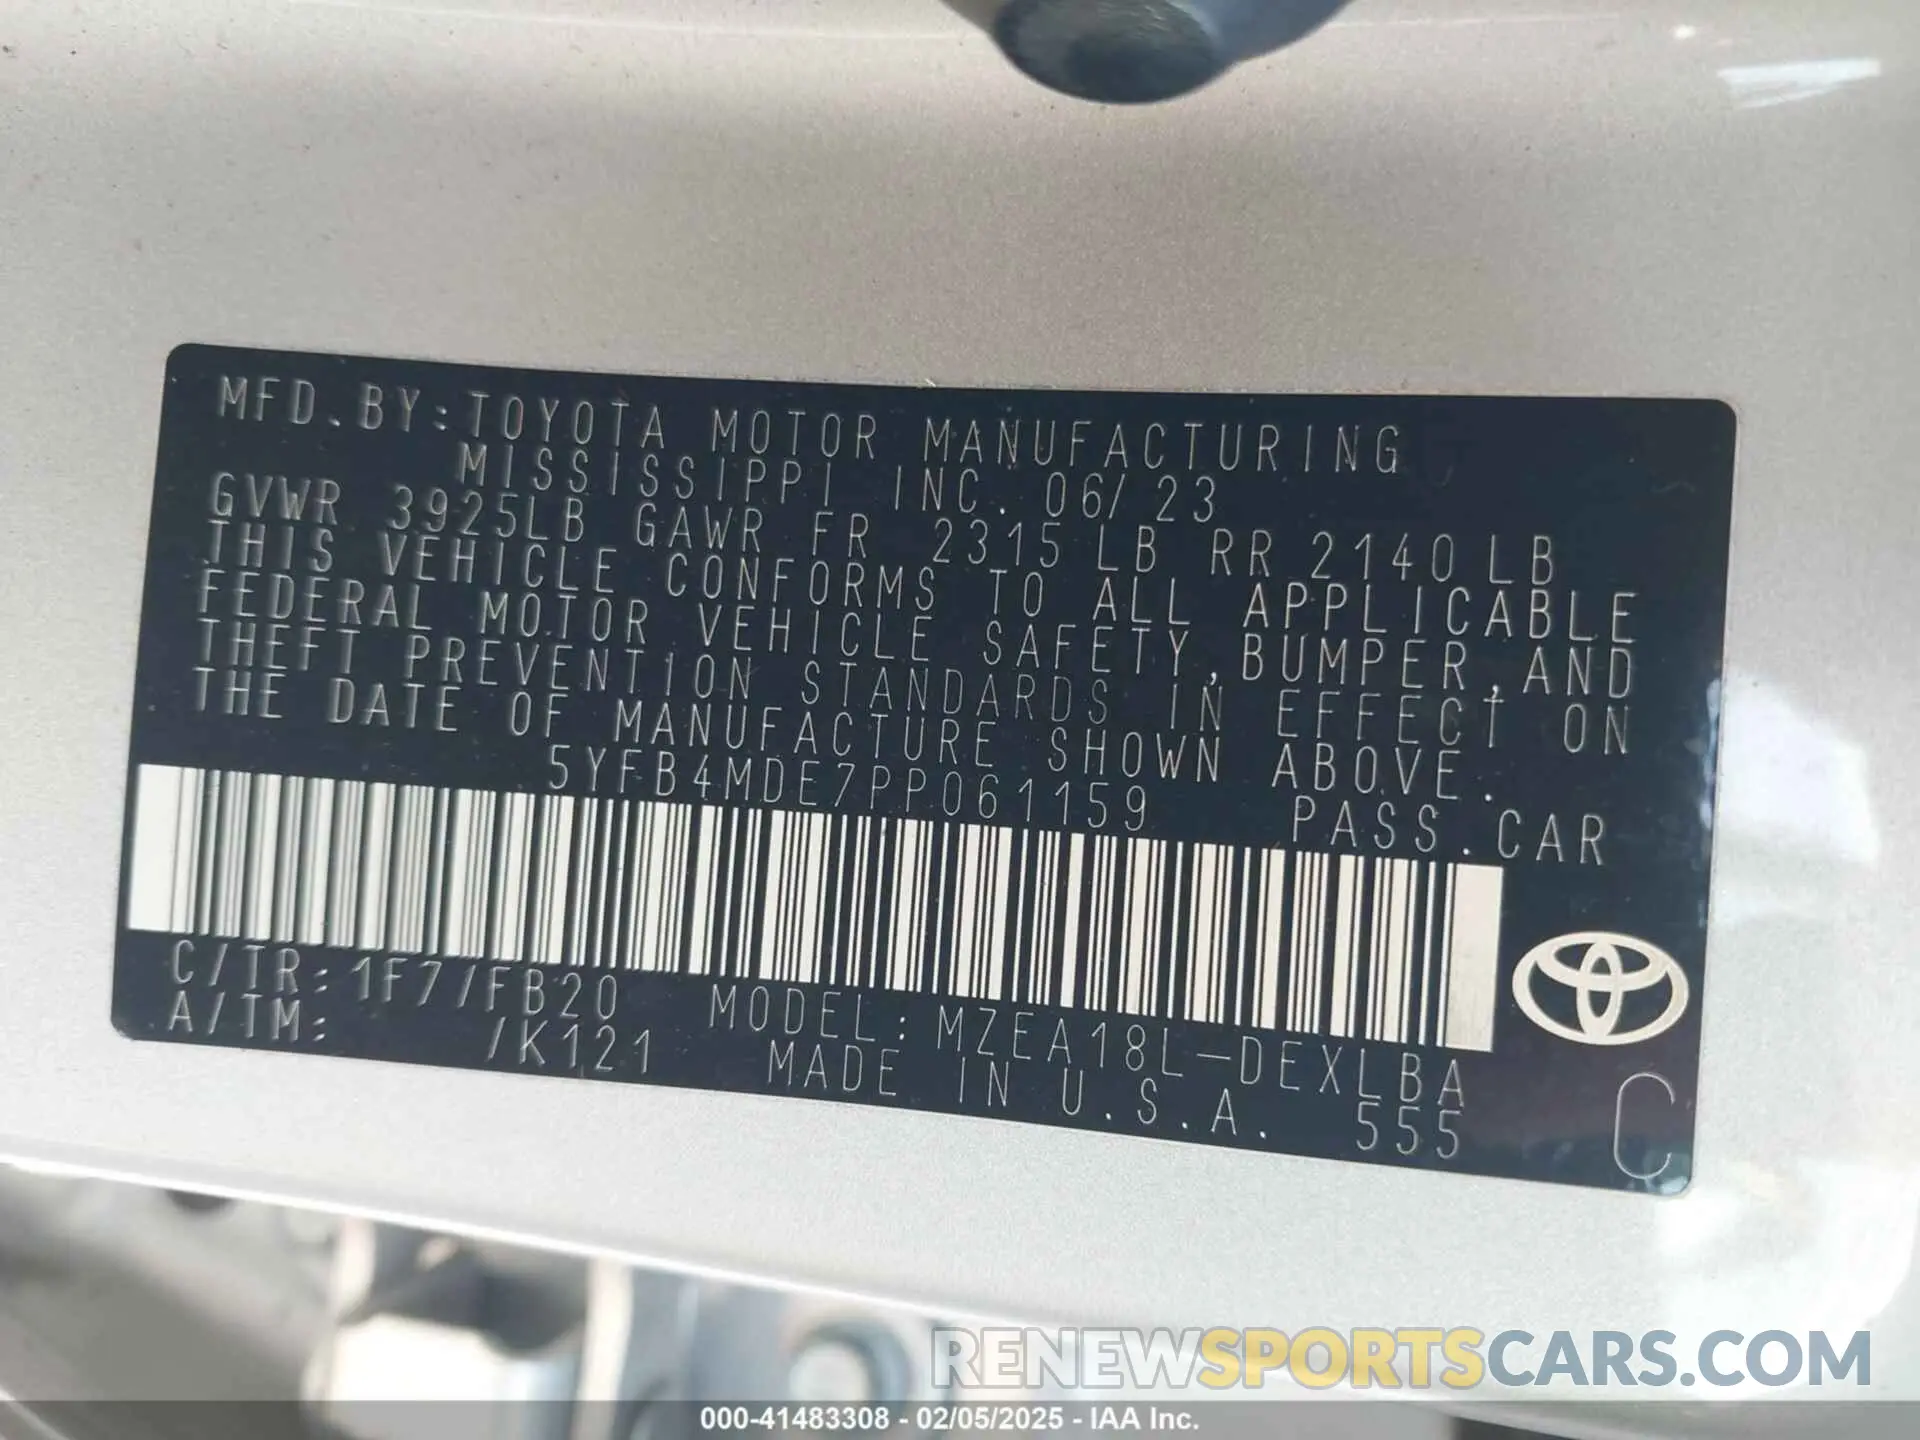 MFD.BY:TOYOTA MOTOR MANUFACTURING
MISSISSIPPI INC. 06/23
GVWR 3925LB GAWR FR 2315LB RR 2140LB
THIS VEHICLE CONFORMS TO ALL APPLICABLE
FEDERAL MOTOR VEHICLE SAFETY,BUMPER,AND
THEFT PREVENTION STANDARDS IN EFFECT ON
THE DATE OF MANUFACTURE SHOWN ABOVE.
5YFB4MDE7PP061159 PASS.CAR
C/TR:1F7/FB20 MODEL:MZEA18L-DEXLBA
A/TM: /K121 MADE IN U.S.A. 555
C
RENEWSPORTSCARS.COM
000-41483308 - 02/05/2025 - IAA Inc.